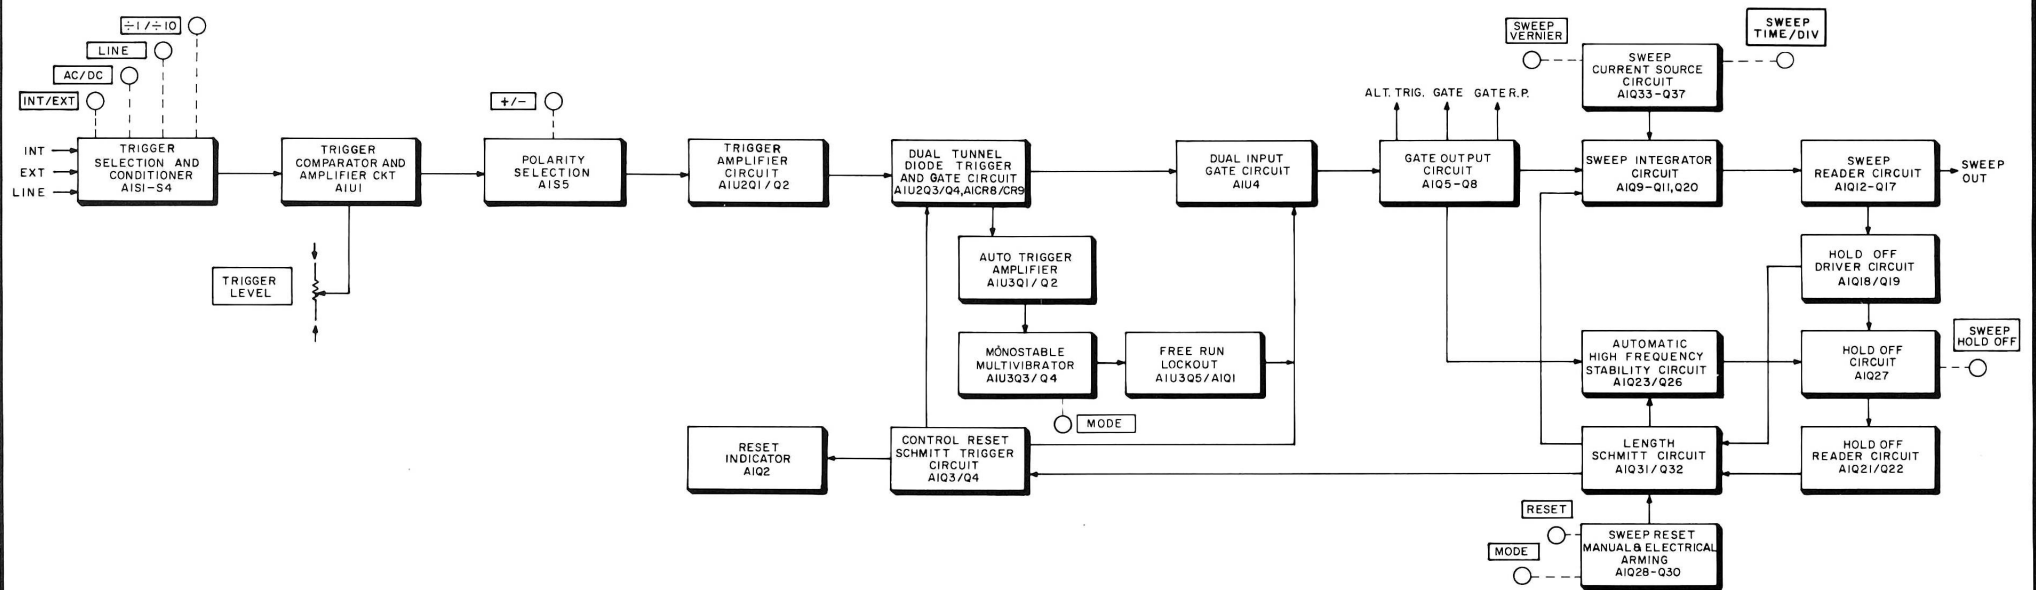 ÷1/÷10
LINE
AC/DC
INT/EXT
INT
EXT
LINE
TRIGGER
SELECTION AND
CONDITIONER
A1S1-S4
TRIGGER
COMPARATOR AND
AMPLIFIER CKT
A1U1
TRIGGER
LEVEL
+/-
POLARITY
SELECTION
A1S5
TRIGGER
AMPLIFIER
CIRCUIT
A1U2Q1/Q2
DUAL TUNNEL
DIODE TRIGGER
AND GATE CIRCUIT
A1U2Q3/Q4,A1CR8/CR9
AUTO TRIGGER
AMPLIFIER
A1U3Q1/Q2
MONOSTABLE
MULTIVIBRATOR
A1U3Q3/Q4
MODE
FREE RUN
LOCKOUT
A1U3Q5/A1Q1
RESET
INDICATOR
A1Q2
CONTROL RESET
SCHMITT TRIGGER
CIRCUIT
A1Q3/Q4
DUAL INPUT
GATE CIRCUIT
A1U4
ALT. TRIG. GATE GATE R.P.
GATE OUTPUT
CIRCUIT
A1Q5-Q8
SWEEP
VERNIER
SWEEP
TIME/DIV
SWEEP
CURRENT SOURCE
CIRCUIT
A1Q33-Q37
SWEEP INTEGRATOR
CIRCUIT
A1Q9-Q11,Q20
SWEEP
READER CIRCUIT
A1Q12-Q17
SWEEP
OUT
HOLD OFF
DRIVER CIRCUIT
A1Q18/Q19
AUTOMATIC
HIGH FREQUENCY
STABILITY CIRCUIT
A1Q23/Q26
HOLD OFF
CIRCUIT
A1Q27
SWEEP
HOLD OFF
LENGTH
SCHMITT CIRCUIT
A1Q31/Q32
HOLD OFF
READER CIRCUIT
A1Q21/Q22
RESET
MODE
SWEEP RESET
MANUAL & ELECTRICAL
ARMING
A1Q28-Q30